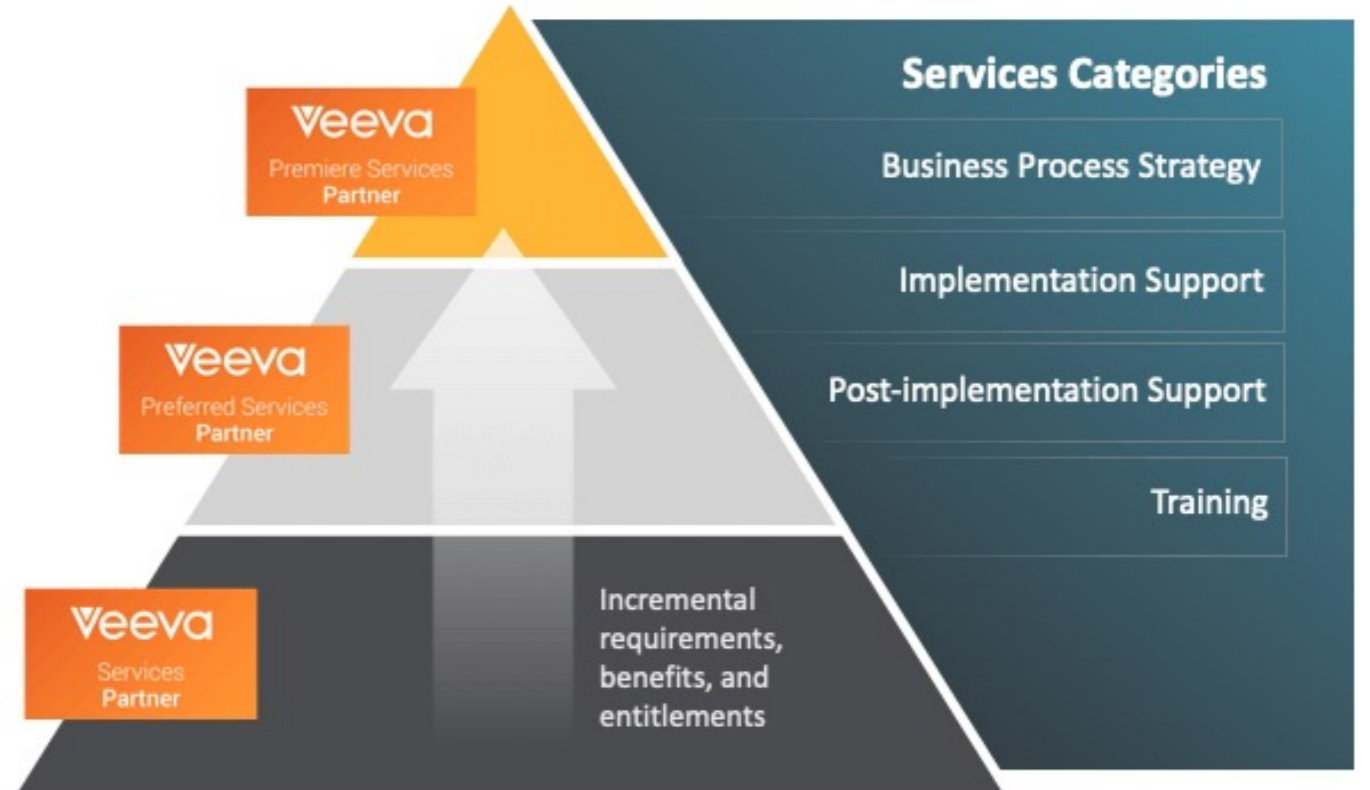 Veeva
Premiere Services
Partner
Veeva
Preferred Services
Partner
Veeva
Services
Partner
Incremental
requirements,
benefits, and
entitlements
Services Categories
Business Process Strategy
Implementation Support
Post-implementation Support
Training